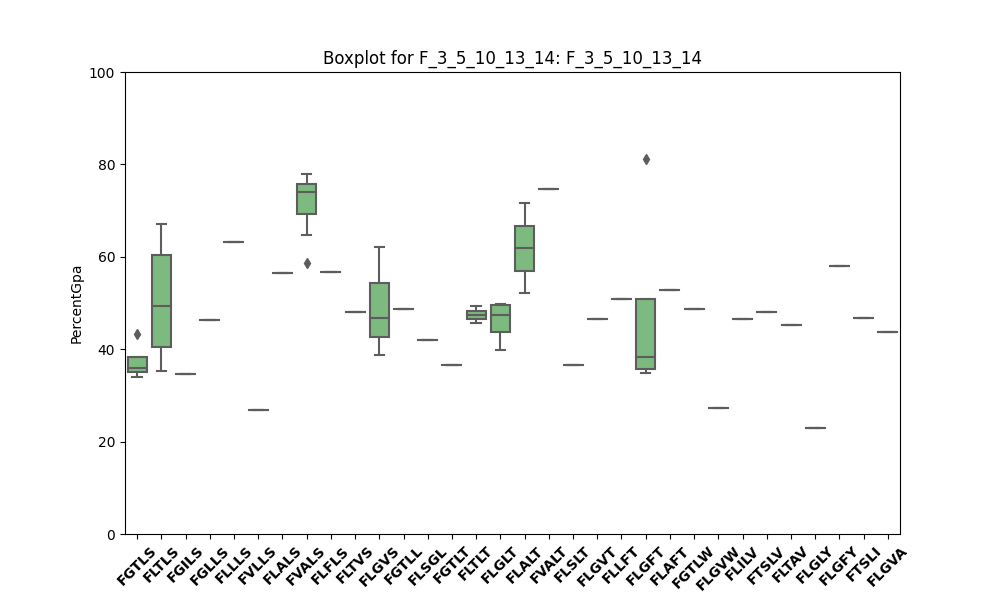 Boxplot for F_3_5_10_13_14: F_3_5_10_13_14
100
80
60
40
20
0
PercentGpa
FGTLS
FLTLS
FGILS
FGLLS
FLLLS
FVLLS
FLALS
FVALS
FLFLS
FLTVS
FLGVS
FGTLL
FLSGL
FGTLT
FLTLT
FLGLT
FLALT
FVALT
FLSLT
FLGVT
FLLFT
FLGFT
FLAFT
FGTLW
FLGVW
FLILV
FTSLV
FLTAV
FLGLY
FLGFY
FTSLI
FLGVA